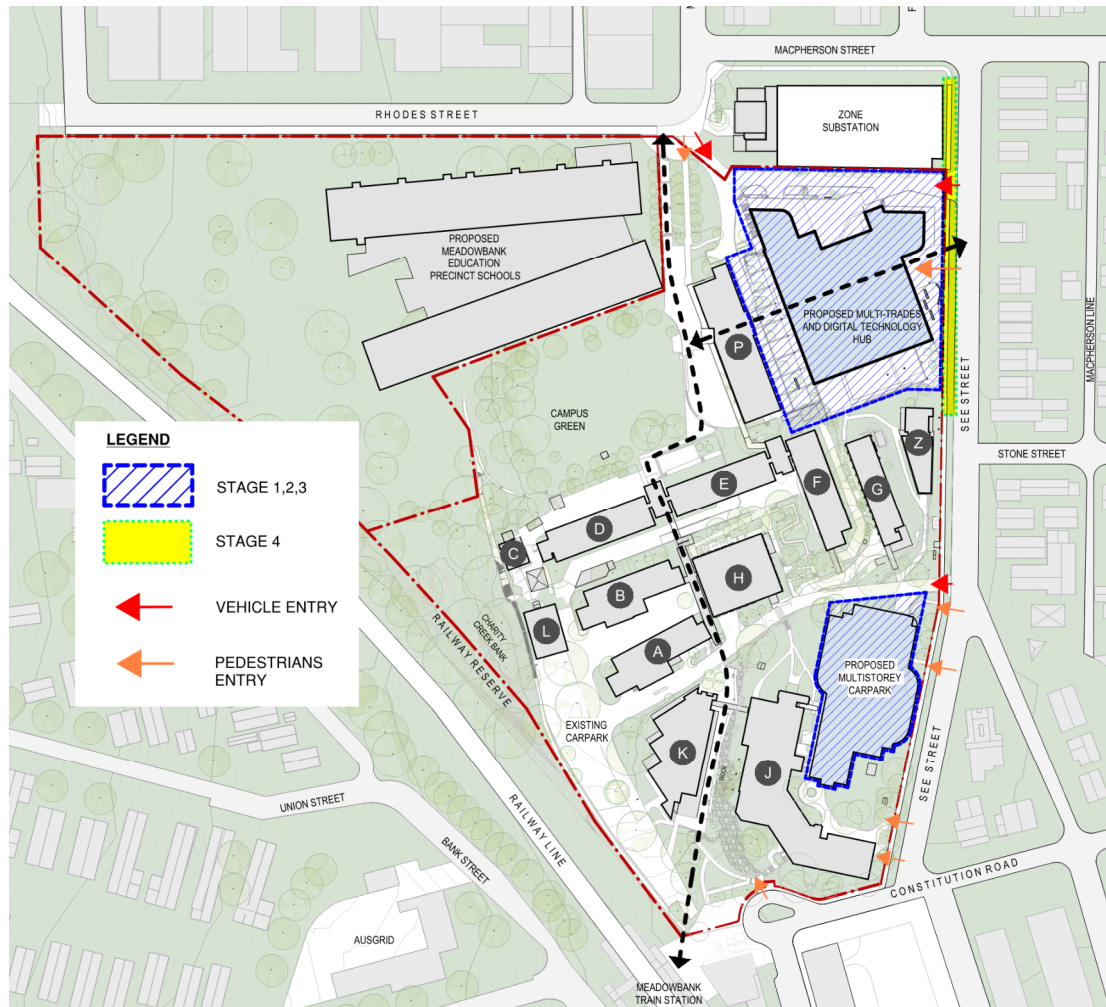 MACPHERSON STREET
RHODES STREET
ZONE
SUBSTATION
PROPOSED
MEADOWBANK
EDUCATION
PRECINCT SCHOOLS
PROPOSED MULTI-TRADES
AND DIGITAL TECHNOLOGY
HUB
MACPHERSON LINE
SEE STREET
P
CAMPUS
GREEN
LEGEND
STAGE 1,2,3
STAGE 4
VEHICLE ENTRY
PEDESTRIANS
ENTRY
Z
STONE STREET
E
F
G
D
C
H
B
L
A
CHARITY
CREEK BANK
RAILWAY RESERVE
PROPOSED
MULTISTOREY
CARPARK
EXISTING
CARPARK
K
J
ROCK
SEE STREET
UNION STREET
RAILWAY LINE
BANK STREET
CONSTITUTION ROAD
AUSGRID
MEADOWBANK
TRAIN STATION